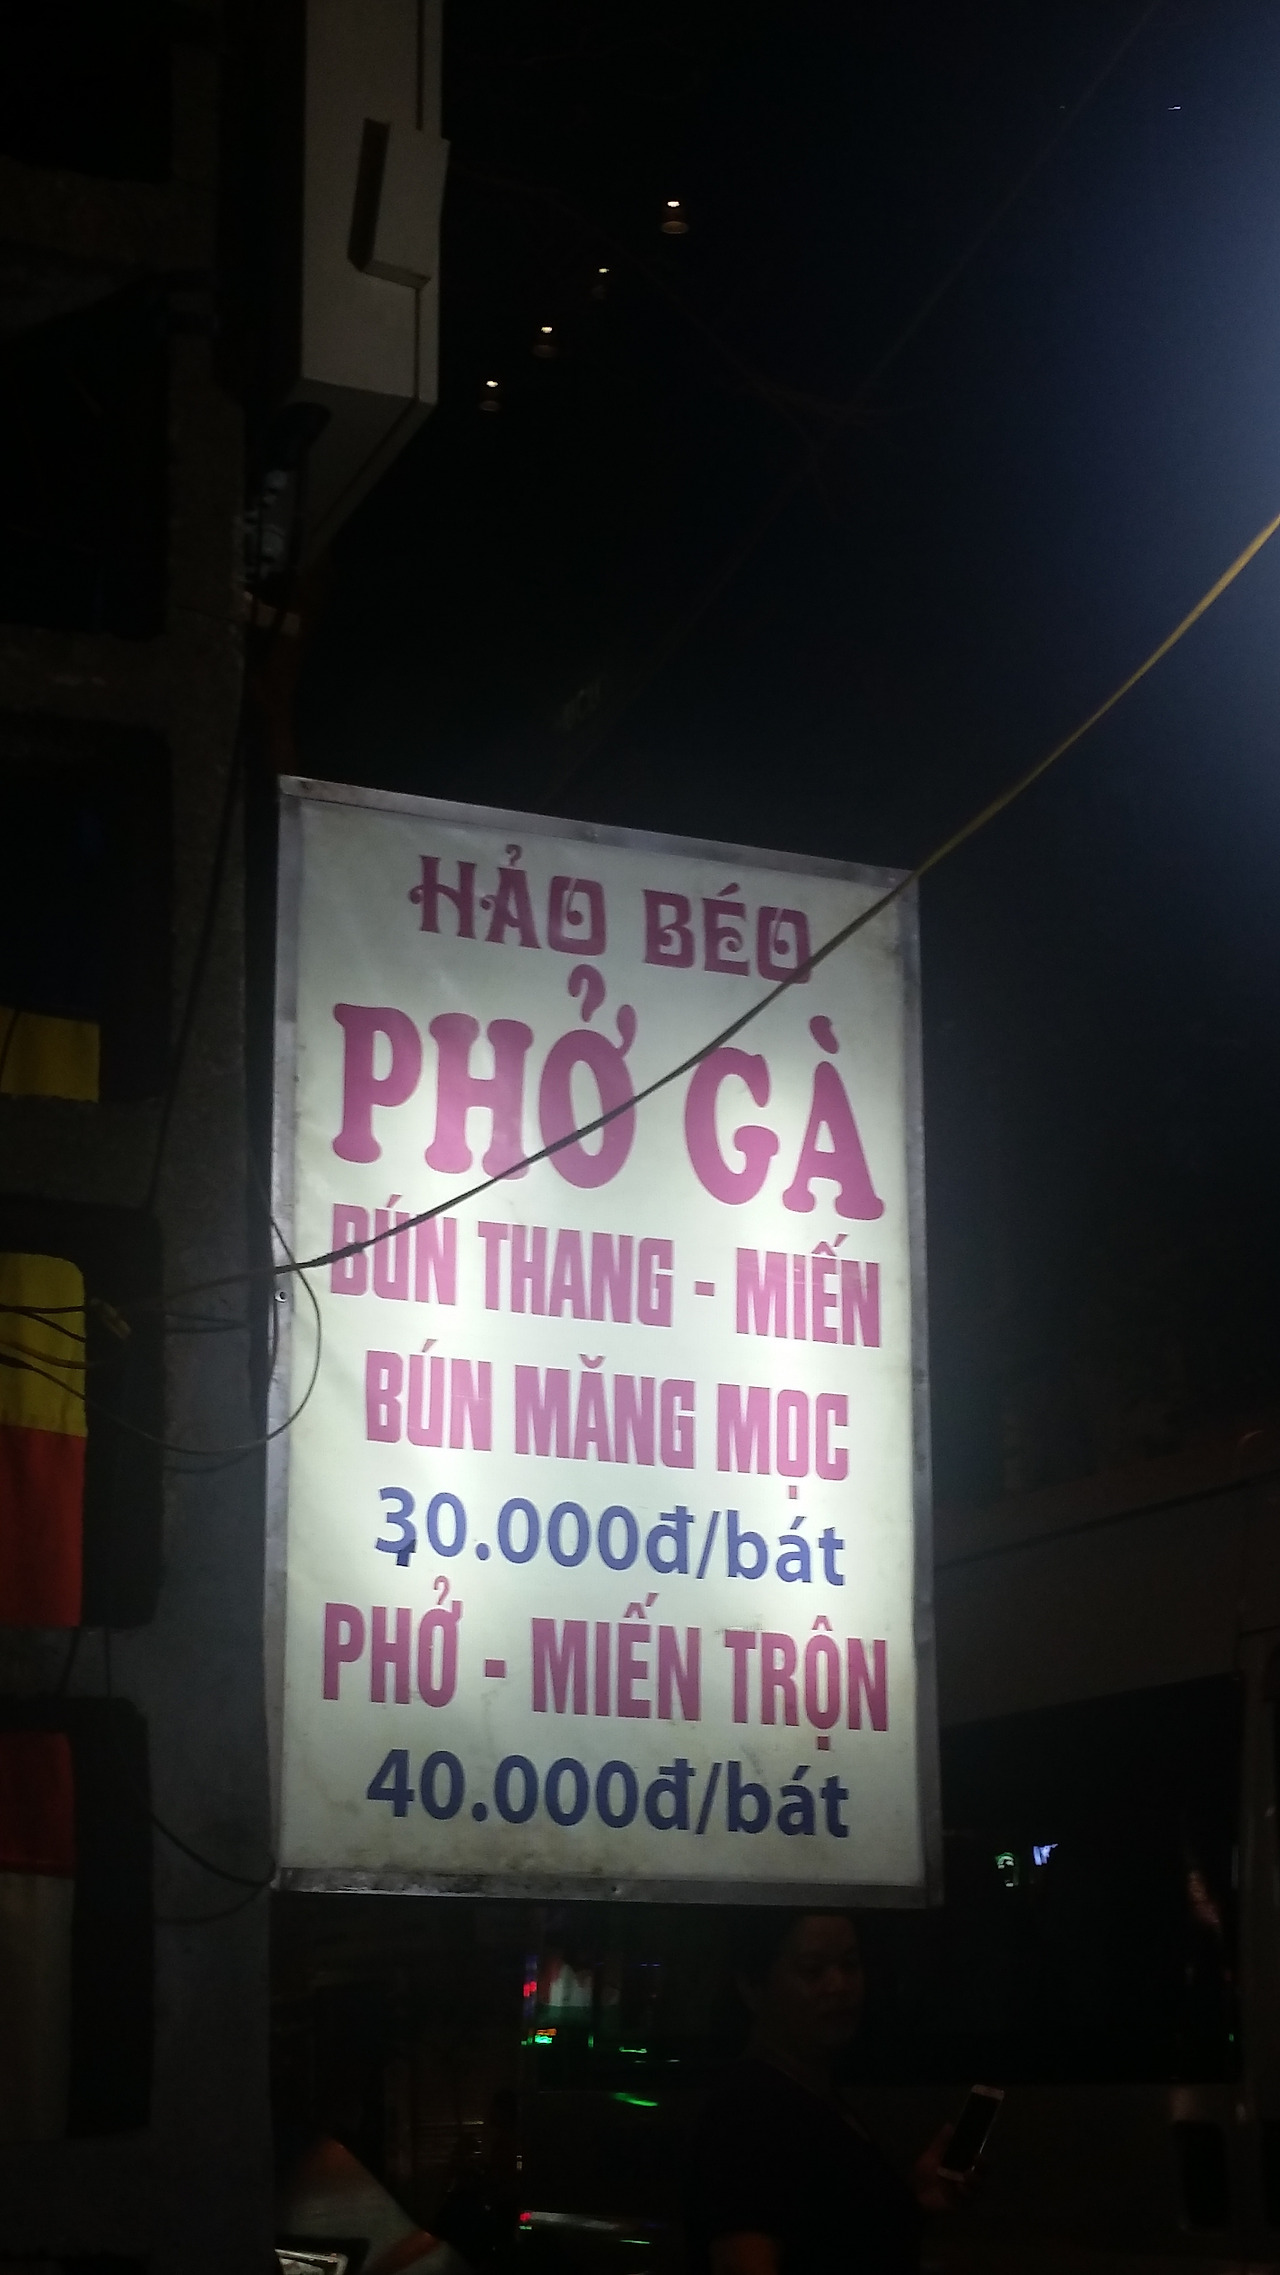 HẢO BÉO
PHỞ GÀ
BÚN THANG - MIẾN
BÚN MĂNG MỌC
30.000đ/bát
PHỞ - MIẾN TRỘN
40.000đ/bát